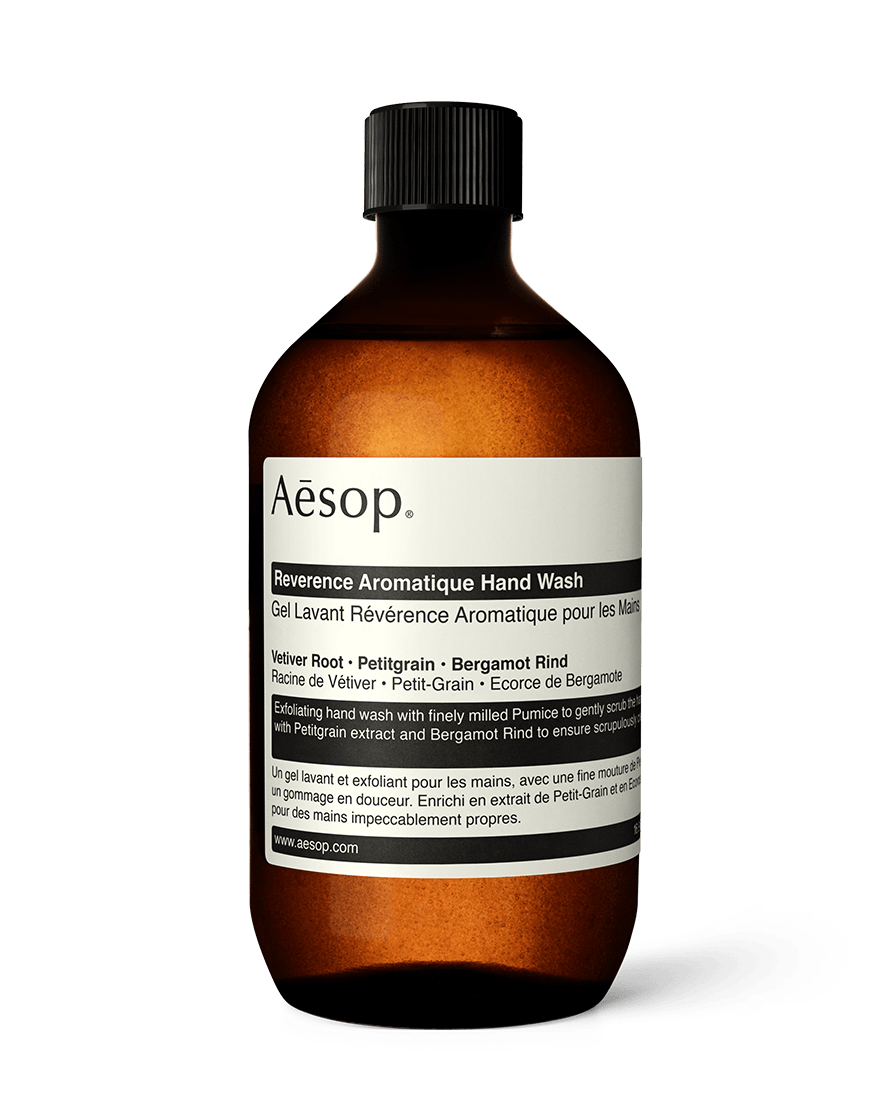 Aēsop®
Reverence Aromatique Hand Wash
Gel Lavant Révérence Aromatique pour les Mains
Vetiver Root • Petitgrain • Bergamot Rind
Racine de Vétiver • Petit-Grain • Ecorce de Bergamote
Exfoliating hand wash with finely milled Pumice to gently scrub the
with Petitgrain extract and Bergamot Rind to ensure scrupulously
Un gel lavant et exfoliant pour les mains, avec une fine mouture de
un gommage en douceur. Enrichi en extrait de Petit-Grain et en
pour des mains impeccablement propres.
www.aesop.com